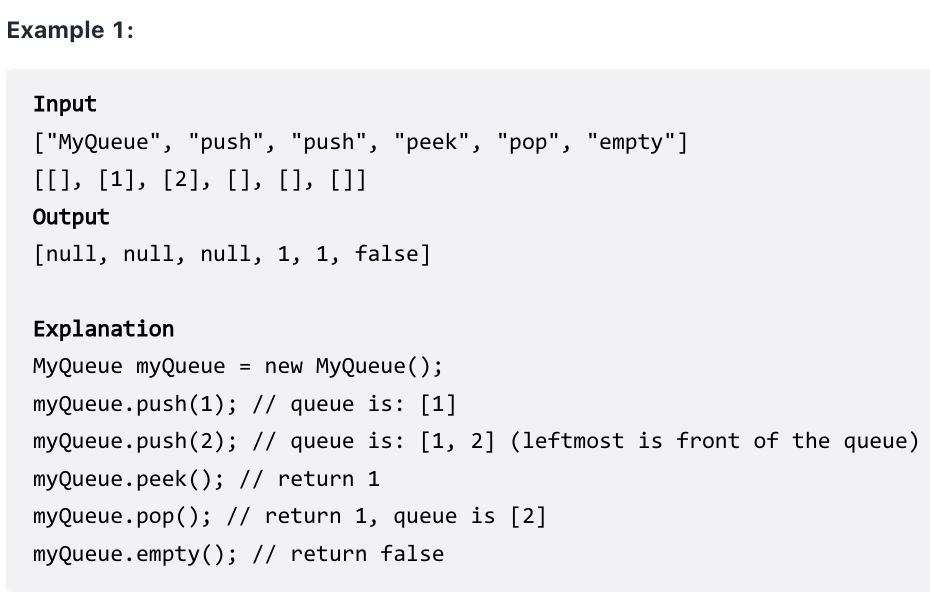 Example 1:
Input
["MyQueue", "push", "push", "peek", "pop", "empty"]
[[], [1], [2], [], [], []]
Output
[null, null, null, 1, 1, false]
Explanation
MyQueue myQueue = new MyQueue();
myQueue.push(1); // queue is: [1]
myQueue.push(2); // queue is: [1, 2] (leftmost is front of the queue)
myQueue.peek(); // return 1
myQueue.pop(); // return 1, queue is [2]
myQueue.empty(); // return false